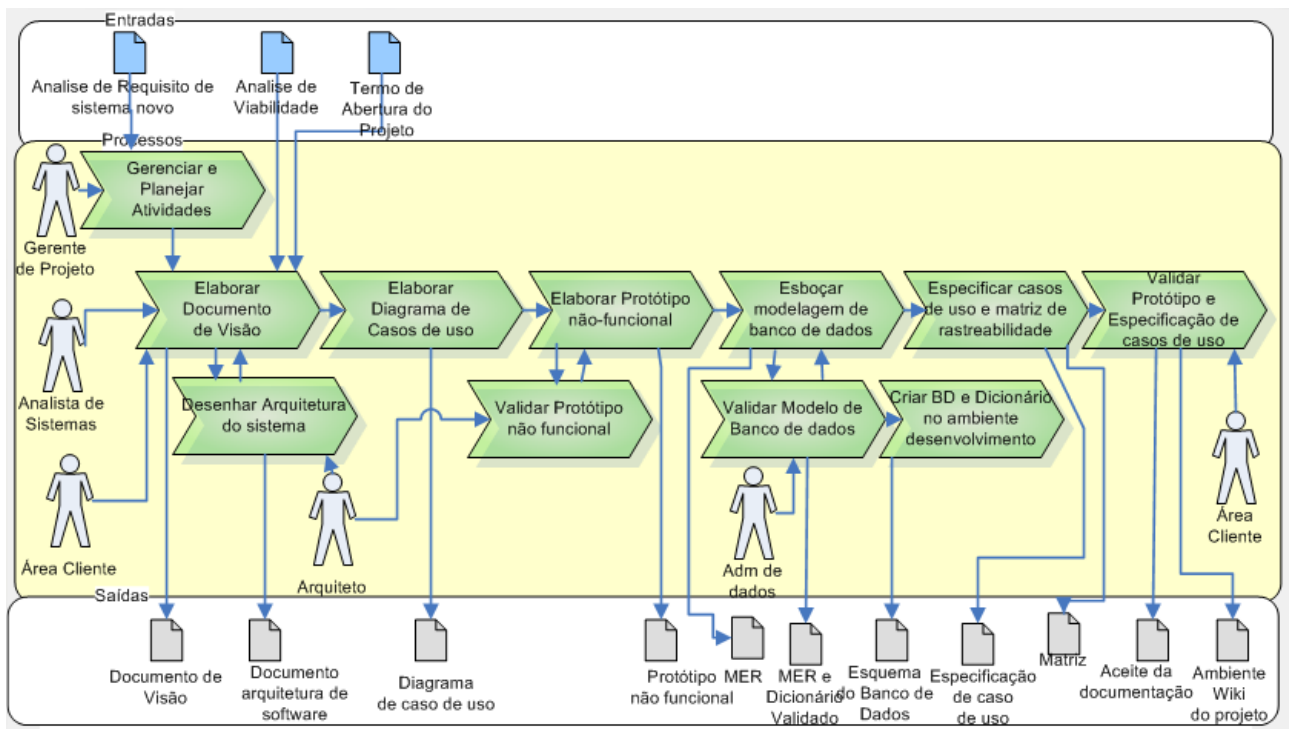 Entradas
Analise de Requisito de
sistema novo
Analise de
Viabilidade
Termo de
Abertura do
Projeto
Processos
Gerenciar e
Planejar
Atividades
Gerente
de Projeto
Elaborar
Documento
de Visão
Elaborar
Diagrama de
Casos de uso
Elaborar Protótipo
não-funcional
Esboçar
modelagem de
banco de dados
Especificar casos
de uso e matriz de
rastreabilidade
Validar
Protótipo e
Especificação de
casos de uso
Analista de
Sistemas
Desenhar Arquitetura
do sistema
Validar Protótipo
não funcional
Validar Modelo de
Banco de dados
Criar BD e Dicionário
no ambiente
desenvolvimento
Área Cliente
Arquiteto
Adm de
dados
Área
Cliente
Saídas
Documento de
Visão
Documento
arquitetura de
software
Diagrama
de caso de uso
Protótipo
não funcional
MER
MER e
Dicionário
Validado
Esquema
do Banco de
Dados
Especificação
de caso
de uso
Matriz
Aceite da
documentação
Ambiente
Wiki
do projeto